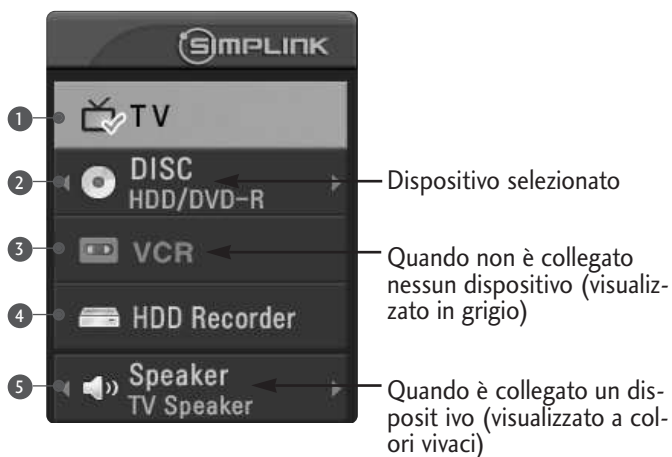 SIMPLINK
1
TV
2
DISC
HDD/DVD-R
Dispositivo selezionato
3
VCR
Quando non è collegato
nessun dispositivo (visualiz-
zato in grigio)
4
HDD Recorder
5
Speaker
TV Speaker
Quando è collegato un dis-
posit ivo (visualizzato a col-
ori vivaci)